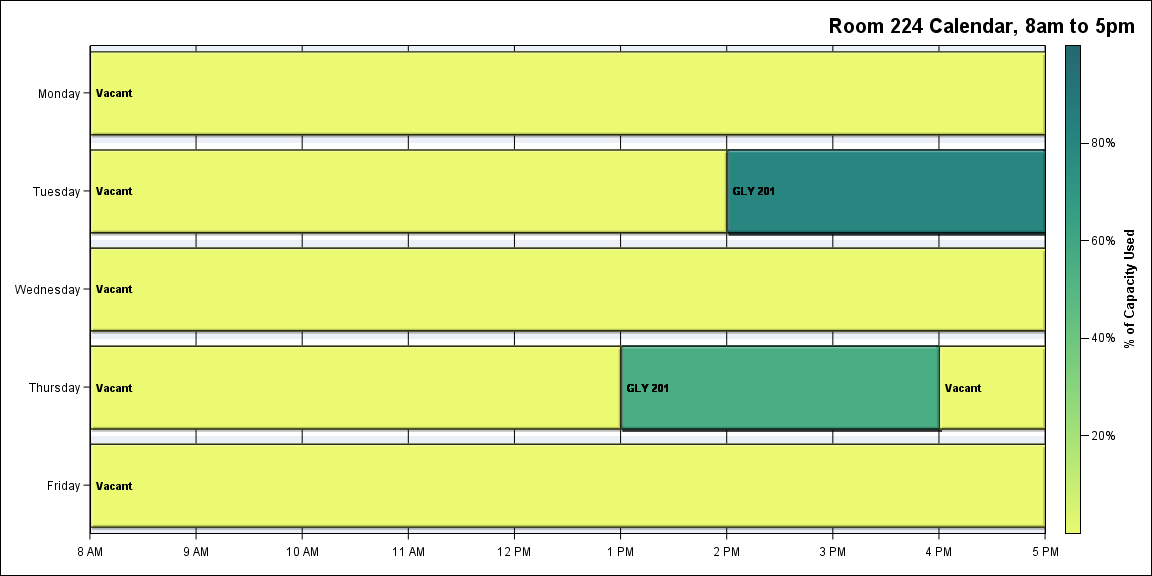 Room 224 Calendar, 8am to 5pm
Monday
Vacant
Tuesday
Vacant
GLY 201
Wednesday
Vacant
Thursday
Vacant
GLY 201
Vacant
Friday
Vacant
8 AM 9 AM 10 AM 11 AM 12 PM 1 PM 2 PM 3 PM 4 PM 5 PM
80%
60%
40%
20%
% of Capacity Used